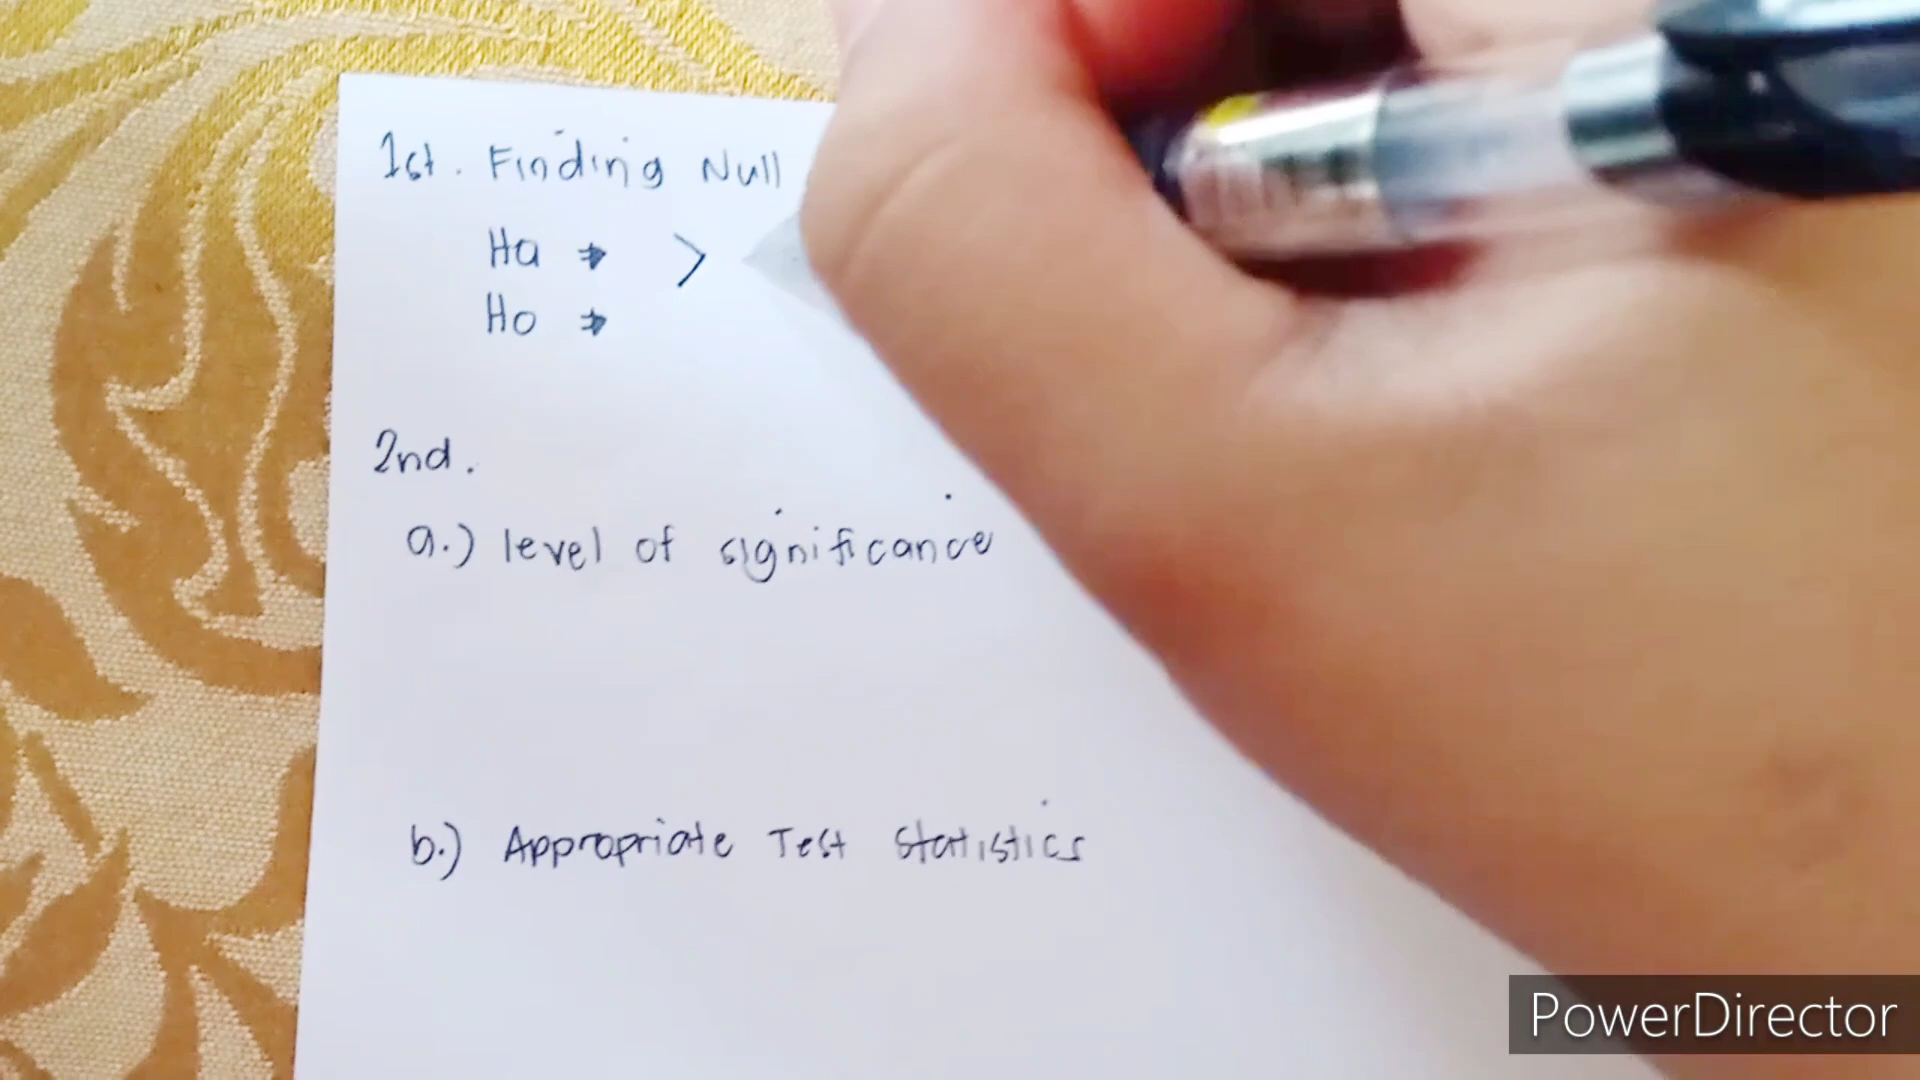 1st. Finding Null
Ha → >
Ho →
2nd.
a.) level of significance
b.) Appropriate Test Statistics
PowerDirector